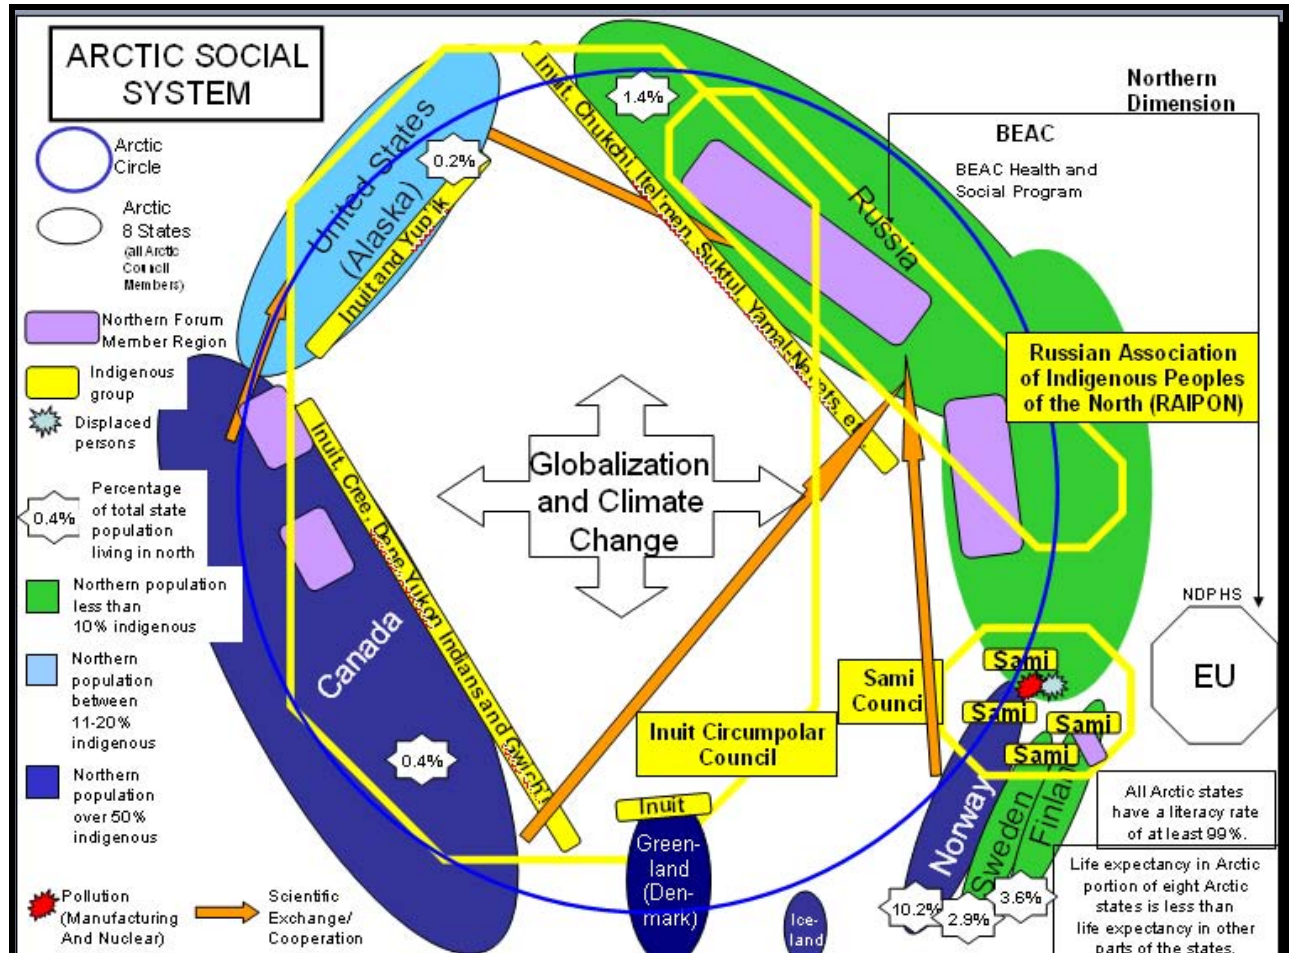 ARCTIC SOCIAL
SYSTEM
Arctic
Circle
Arctic
8 States
(all Arctic
Council
Members)
Northern Forum
Member Region
Indigenous
group
Displaced
persons
0.4%
Percentage
of total state
population
living in north
Northern population
less than
10% indigenous
Northern
population
between
11-20%
indigenous
Northern
population
over 50%
indigenous
Pollution
(Manufacturing
And Nuclear)
Scientific
Exchange/
Cooperation
United States
(Alaska)
0.2%
Inuit and Yup'ik
Inuit, Chukchi, Itel'men, Suktul, Yamal-Nenets, etc.
1.4%
Russia
Northern
Dimension
BEAC
BEAC Health and
Social Program
Russian Association
of Indigenous Peoples
of the North (RAIPON)
Globalization
and Climate
Change
Inuit, Cree, Dene, Yukon Indians and Gwich'i
Canada
0.4%
NDPHS
EU
Sami
Council
Sami
Sami
Sami
Sami
Inuit Circumpolar
Council
Inuit
Green-
land
(Den-
mark)
Ice-
land
Norway
Sweden
Finland
10.2%
2.9%
3.6%
All Arctic states
have a literacy rate
of at least 99%.
Life expectancy in Arctic
portion of eight Arctic
states is less than
life expectancy in other
parts of the states.